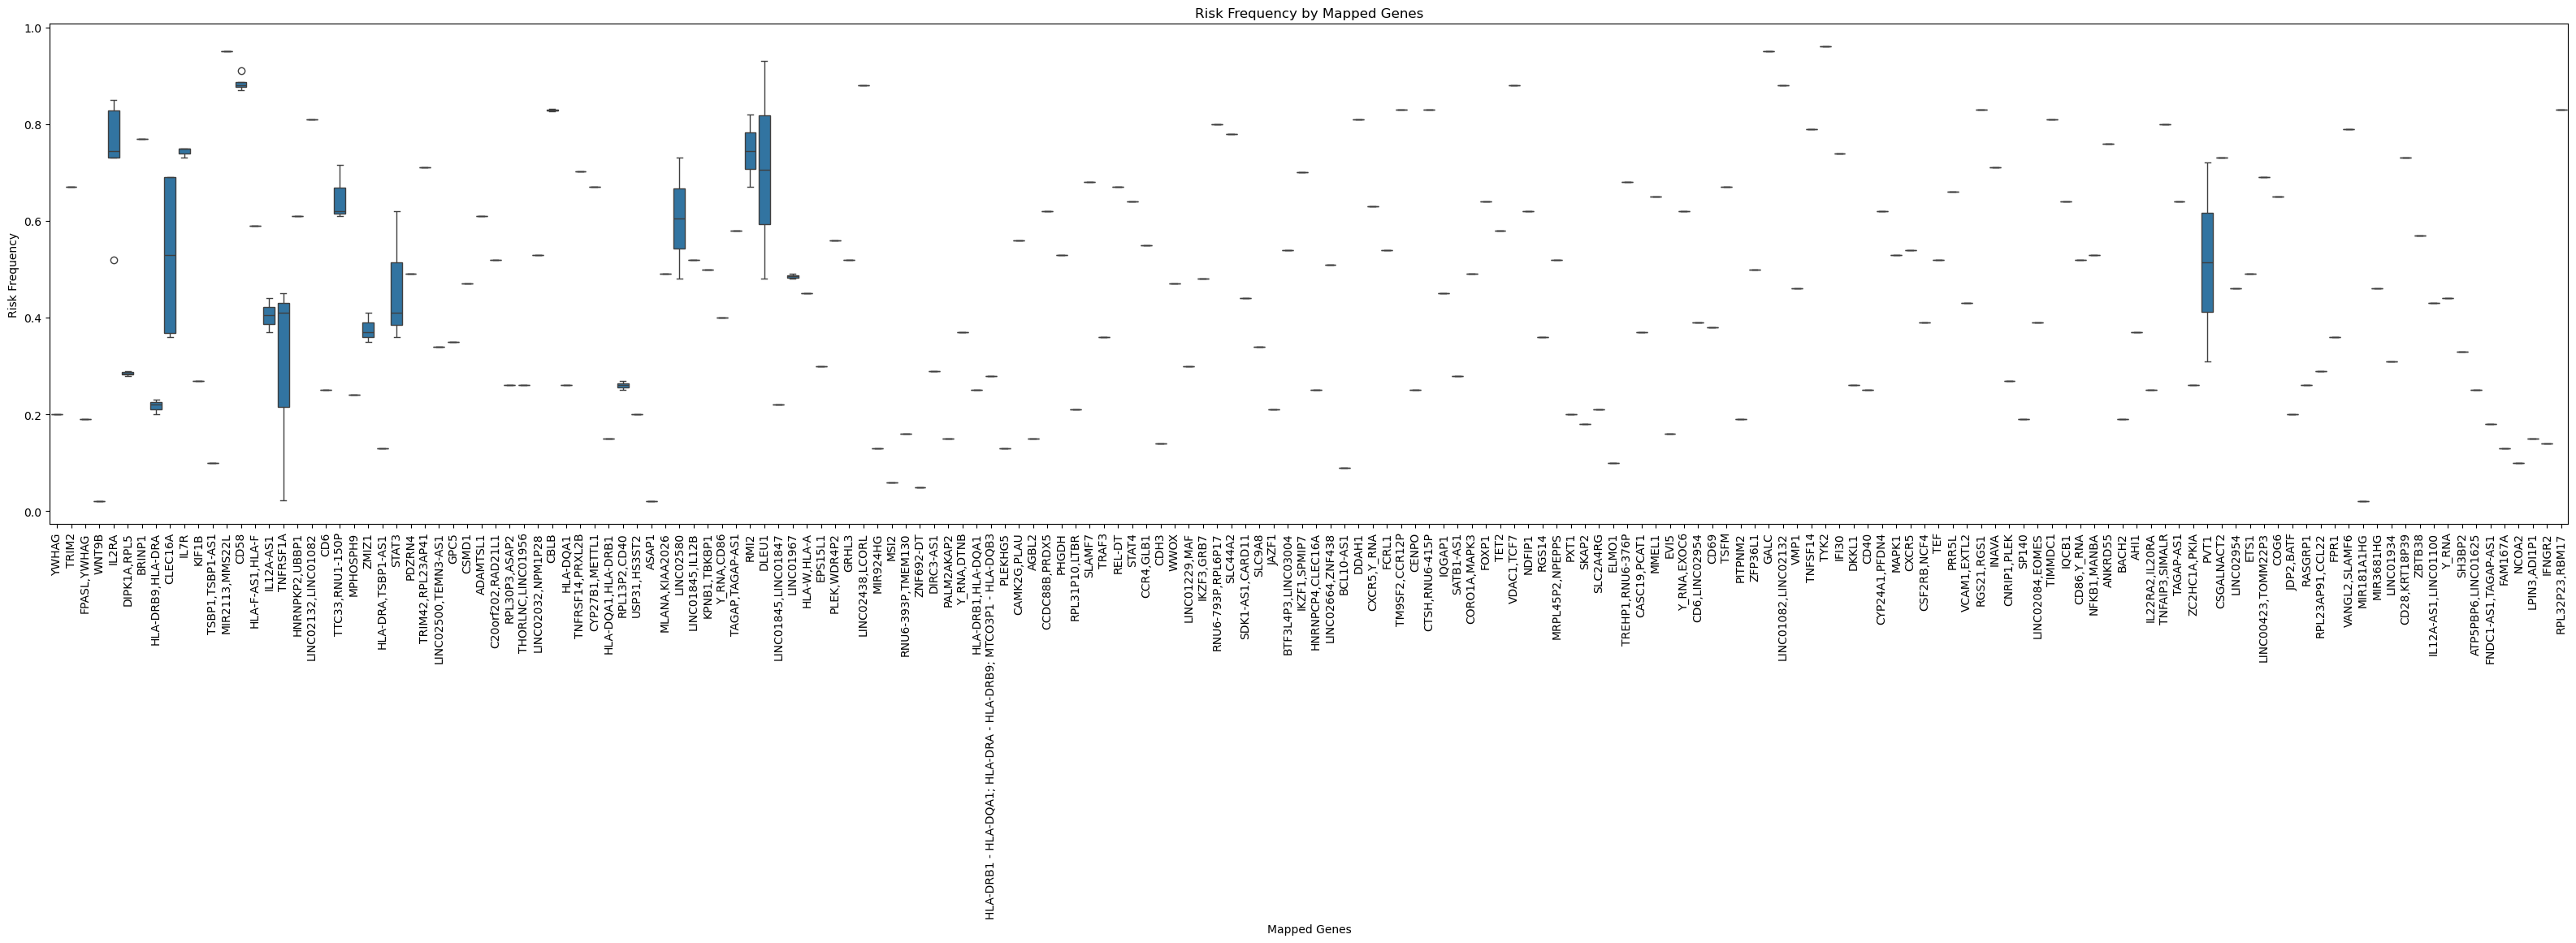 Risk Frequency by Mapped Genes
Risk Frequency
1.0
0.8
0.6
0.4
0.2
0.0
YWHAG
TRIM2
FPASL,YWHAG
WNT9B
IL2RA
DIPK1A,RPL5
BRINP1
HLA-DRB9,HLA-DRA
CLEC16A
IL7R
KIF1B
TSBP1,TSBP1-AS1
MIR2113,MMS22L
CD58
HLA-F-AS1,HLA-F
IL12A-AS1
TNFRSF1A
HNRNPKP2,UBBP1
LINC02132,LINC01082
CD6
TTC33,RNU1-150P
MPHOSPH9
ZMIZ1
HLA-DRA,TSBP1-AS1
STAT3
PDZRN4
TRIM42,RPL23AP41
LINC02500,TEMN3-AS1
GPC5
CSMD1
ADAMTSL1
C20orf202,RAD21L1
RPL30P3,ASAP2
THORLNC,LINC01956
LINC02032,NPM1P28
CBLB
HLA-DQA1
TNFRSF14,PRXL2B
CYP27B1,METTL1
HLA-DQA1,HLA-DRB1
RPL13P2,CD40
USP31,HS3ST2
ASAP1
MLANA,KIAA2026
LINC02580
LINC01845,IL12B
KPNB1,TBKBP1
Y_RNA,CD86
TAGAP,TAGAP-AS1
RMI2
DLEU1
LINC01845,LINC01847
LINC01967
HLA-W,HLA-A
EPS15L1
PLEK,WDR4P2
GRHL3
LINC02438,LCORL
MIR924HG
MSI2
RNU6-393P,TMEM130
ZNF692-DT
DIRC3-AS1
PALM2AKAP2
Y_RNA,DTNB
HLA-DRB1,HLA-DQA1
HLA-DRB1 - HLA-DQA1; HLA-DRA - HLA-DRB9; MTCO3P1 - HLA-DQB3
PLEKHG5
CAMK2G,PLAU
AGBL2
CCDC88B,PRDX5
PHGDH
RPL31P10,LTBR
SLAMF7
TRAF3
REL-DT
STAT4
CCR4,GLB1
CDH3
WWOX
LINC01229,MAF
IKZF3,GRB7
RNU6-793P,RPL6P17
SLC44A2
SDK1-AS1,CARD11
SLC9A8
JAZF1
BTF3L4P3,LINC03004
IKZF1,SPMIP7
HNRNPCP4,CLEC16A
LINC02664,ZNF438
BCL10-AS1
DDAH1
CXCR5,Y_RNA
FCRL1
TM9SF2,CCR12P
CENPO
CTSH,RNU6-415P
IQGAP1
SATB1-AS1
CORO1A,MAPK3
FOXP1
TET2
VDAC1,TCF7
NDFIP1
RGS14
MRPL45P2,NPEPPS
PXT1
SKAP2
SLC2A4RG
ELMO1
TREHP1,RNU6-376P
CASC19,PCAT1
MMEL1
EVI5
Y_RNA,EXOC6
CD6,LINC02954
CD69
TSFM
PITPNM2
ZFP36L1
GALC
LINC01082,LINC02132
VMP1
TNFSF14
TYK2
IFI30
DKKL1
CD40
CYP24A1,PFDN4
MAPK1
CXCR5
CSF2RB,NCF4
TEF
PRR5L
VCAM1,EXTL2
RGS21,RGS1
INAVA
CNRIP1,PLEK
SP140
LINC02084,EOMES
TIMMDC1
IQCB1
CD86,Y_RNA
NFKB1,MANBA
ANKRD55
BACH2
AHI1
IL22RA2,IL20RA
TNFAIP3,SIMALR
TAGAP-AS1
ZC2HC1A,PKIA
PVT1
CSGALNACT2
LINC02954
ETS1
LINC00423,TOMM22P3
COG6
JDP2,BATF
RASGRP1
RPL23AP91,CCL22
FPR1
VANGL2,SLAMF6
MIR181A1HG
MIR3681HG
LINC01934
CD28,KRT18P39
ZBTB38
IL12A-AS1,LINC01100
Y_RNA
SH3BP2
ATP5PBP6,LINC01625
FNDC1-AS1,TAGAP-AS1
FAM167A
NCOA2
LPIN3,ADI1P1
IFNGR2
RPL32P23,RBM17
Mapped Genes